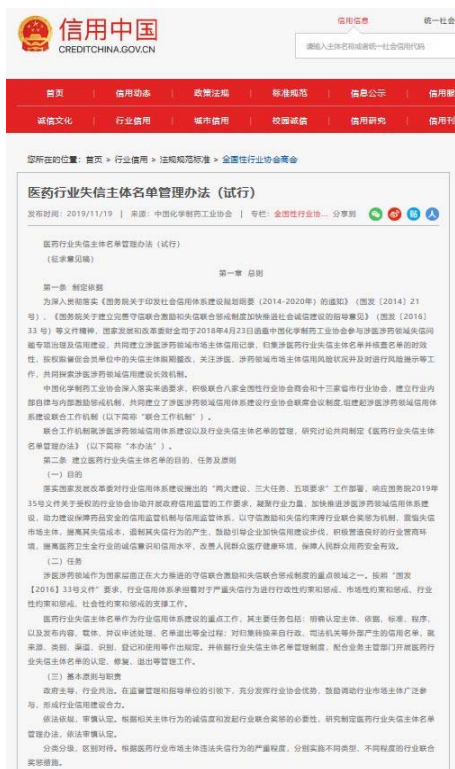 信用中国
CREDITCHINA.GOV.CN
信用信息
统一社会
请输入主体名称或者统一社会信用代码
首页 信用动态 政策法规 标准规范 信息公示 信用服
诚信文化 行业信用 城市信用 校园诚信 信用研究 信用刊
您所在的位置：首页 > 行业信用 > 法规规范标准 > 全国性行业协会商会
医药行业失信主体名单管理办法（试行）
发布时间：2019/11/19 | 来源：中国化学制药工业协会 | 专栏：全国性行业协... 分享到
医药行业失信主体名单管理办法（试行）
（征求意见稿）
第一章 总则
第一条 制定依据
为深入贯彻落实《国务院关于印发社会信用体系建设规划纲要（2014-2020年）的通知》（国发〔2014〕21
号）、《国务院关于建立完善守信联合激励和失信联合惩戒制度加快推进社会诚信建设的指导意见》（国发〔2016〕
33 号）等文件精神，国家发展和改革委财金司于2018年4月23日函邀中国化学制药工业协会参与涉医涉药领域失信问
题专项治理及信用建设，共同建立涉医涉药领域市场主体信用记录，归集涉医涉药行业失信主体名单并核查名单的时效
性，按权限督促会员单位中的失信主体限期整改，关注涉医、涉药领域市场主体信用风险状况并及时进行风险提示等工
作，共同探索涉医涉药领域信用建设长效机制。
中国化学制药工业协会深入落实来函要求，积极联合八家全国性行业协会商会和十三家省市行业协会，建立行业内
部自律与内部激励惩戒机制，共同建立了涉医涉药领域信用体系建设行业协会联席会议制度,组建起涉医涉药领域信用体
系建设联合工作机制（以下简称“联合工作机制”）。
联合工作机制就涉医涉药领域信用体系建设以及行业失信主体名单的管理，研究讨论共同制定《医药行业失信主体
名单管理办法》（以下简称“本办法”）。
第二条 建立医药行业失信主体名单的目的、任务及原则
（一）目的
落实国家发展改革委对行业信用体系建设提出的“两大建设、三大任务、五项要求”工作部署，响应国务院2019年
35号文件关于受权的行业协会协助开展政府信用监管的工作要求，凝聚行业力量，加快推进涉医涉药领域信用体系建
设，助力建设保障药品安全的信用监管机制与信用监管体系，以守信激励和失信约束跨行业联合奖惩为机制，震慑失信
市场主体，提高其失信成本，遏制其失信行为的产生，鼓励引导企业加快信用建设步伐，积极营造良好的行业营商环
境，提高医药卫生全行业的诚信意识和信用水平，改善人民群众医疗健康环境，保障人民群众用药安全有效。
（二）任务
涉医涉药领域作为国家层面正在大力推进的守信联合激励和失信联合惩戒制度的重点领域之一。按照“国发
【2016】33号文件”要求，行业信用体系承担着对于严重失信行为进行行政性约束和惩戒、市场性约束和惩戒、行业
性约束和惩戒、社会性约束和惩戒的支撑工作。
医药行业失信主体名单作为行业信用体系建设的重点工作，其主要任务包括：明确认定主体、依据、标准、程序、
以及发布内容、载体、异议申述处理、名单退出等全过程；对归集转换来自行政、司法机关等外部产生的信用名单，就
来源、类别、渠道、识别、登记和使用等作出规定。并依据行业失信主体名单管理制度，配合业务主管部门开展医药行
业失信主体名单的认定、修复、退出等管理工作。
（三）基本原则与职责
政府主导，行业共治。在监督管理和指导单位的引领下，充分发挥行业协会优势，鼓励调动行业市场主体广泛参
与，形成行业信用建设合力。
依法依规，审慎认定。根据相关主体行为的诚信度和发起行业联合奖惩的必要性，研究制定医药行业失信主体名单
管理办法，依法审慎认定。
分类分级，区别对待。根据医药行业市场主体违法失信行为的严重程度，分别实施不同类型、不同程度的行业联合
奖惩措施。